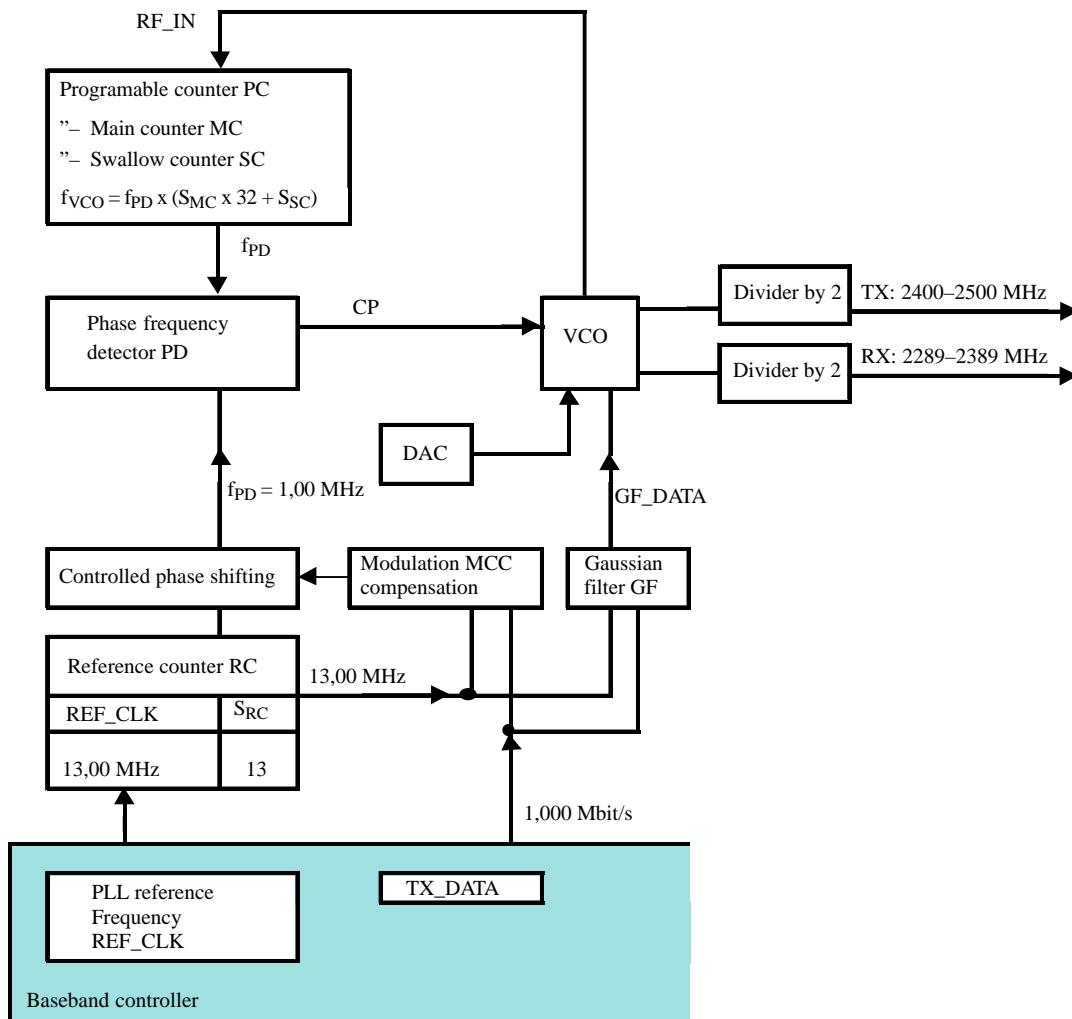 RF_IN
Programable counter PC
”– Main counter MC
”– Swallow counter SC
fVCO = fPD x (SMC x 32 + SSC)
fPD
Phase frequency
detector PD
CP
VCO
Divider by 2
TX: 2400–2500 MHz
Divider by 2
RX: 2289–2389 MHz
DAC
fPD = 1,00 MHz
GF_DATA
Controlled phase shifting
Modulation MCC
compensation
Gaussian
filter GF
Reference counter RC
13,00 MHz
REF_CLK
SRC
13,00 MHz
13
1,000 Mbit/s
PLL reference
Frequency
REF_CLK
TX_DATA
Baseband controller